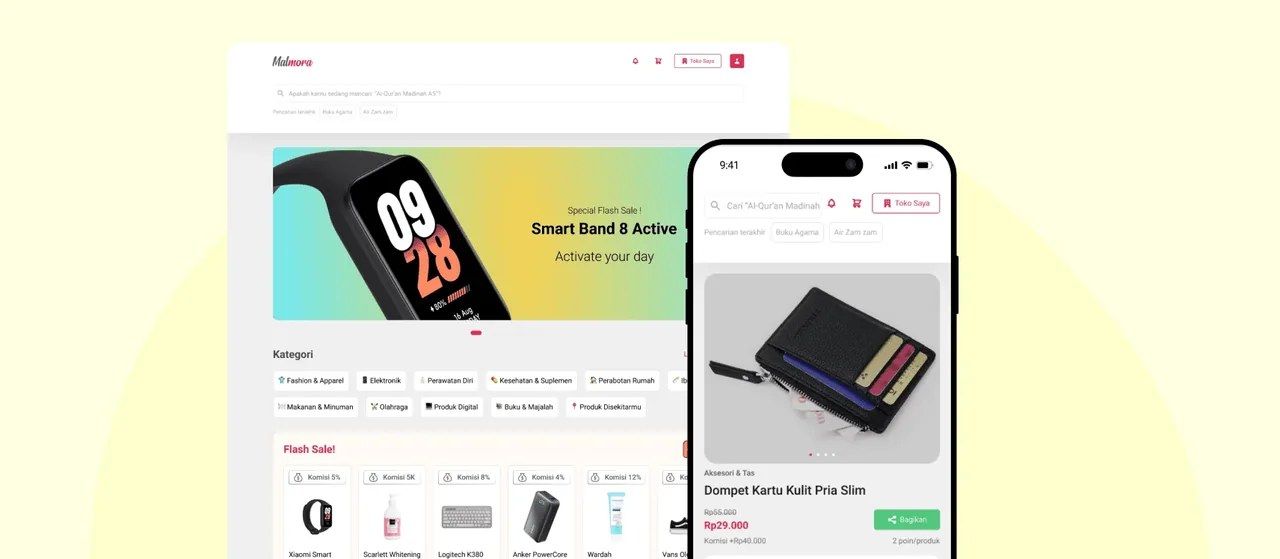 Malmora
Toko Saya
Apakah kamu sedang mencari "Al-Qur'an Madinah A5"?
Pencarian terakhir Buku Agama Air Zam zam
09
28
80%
16 Aug
Special Flash Sale !
Smart Band 8 Active
Activate your day
Kategori
Fashion & Apparel Elektronik Perawatan Diri Kesehatan & Suplemen Perabotan Rumah
Makanan & Minuman Olahraga Produk Digital Buku & Majalah Produk Disekitarmu
Flash Sale!
Komisi 5% Komisi 5K Komisi 8% Komisi 4% Komisi 12%
Xiaomi Smart Scarlett Whitening Logitech K380 Anker PowerCore Wardah Vans Ol
9:41
Cari "Al-Qur'an Madinah
Toko Saya
Pencarian terakhir Buku Agama Air Zam zam
Aksesori & Tas
Dompet Kartu Kulit Pria Slim
Rp55.000
Rp29.000
Bagikan
Komisi +Rp40.000 2 poin/produk